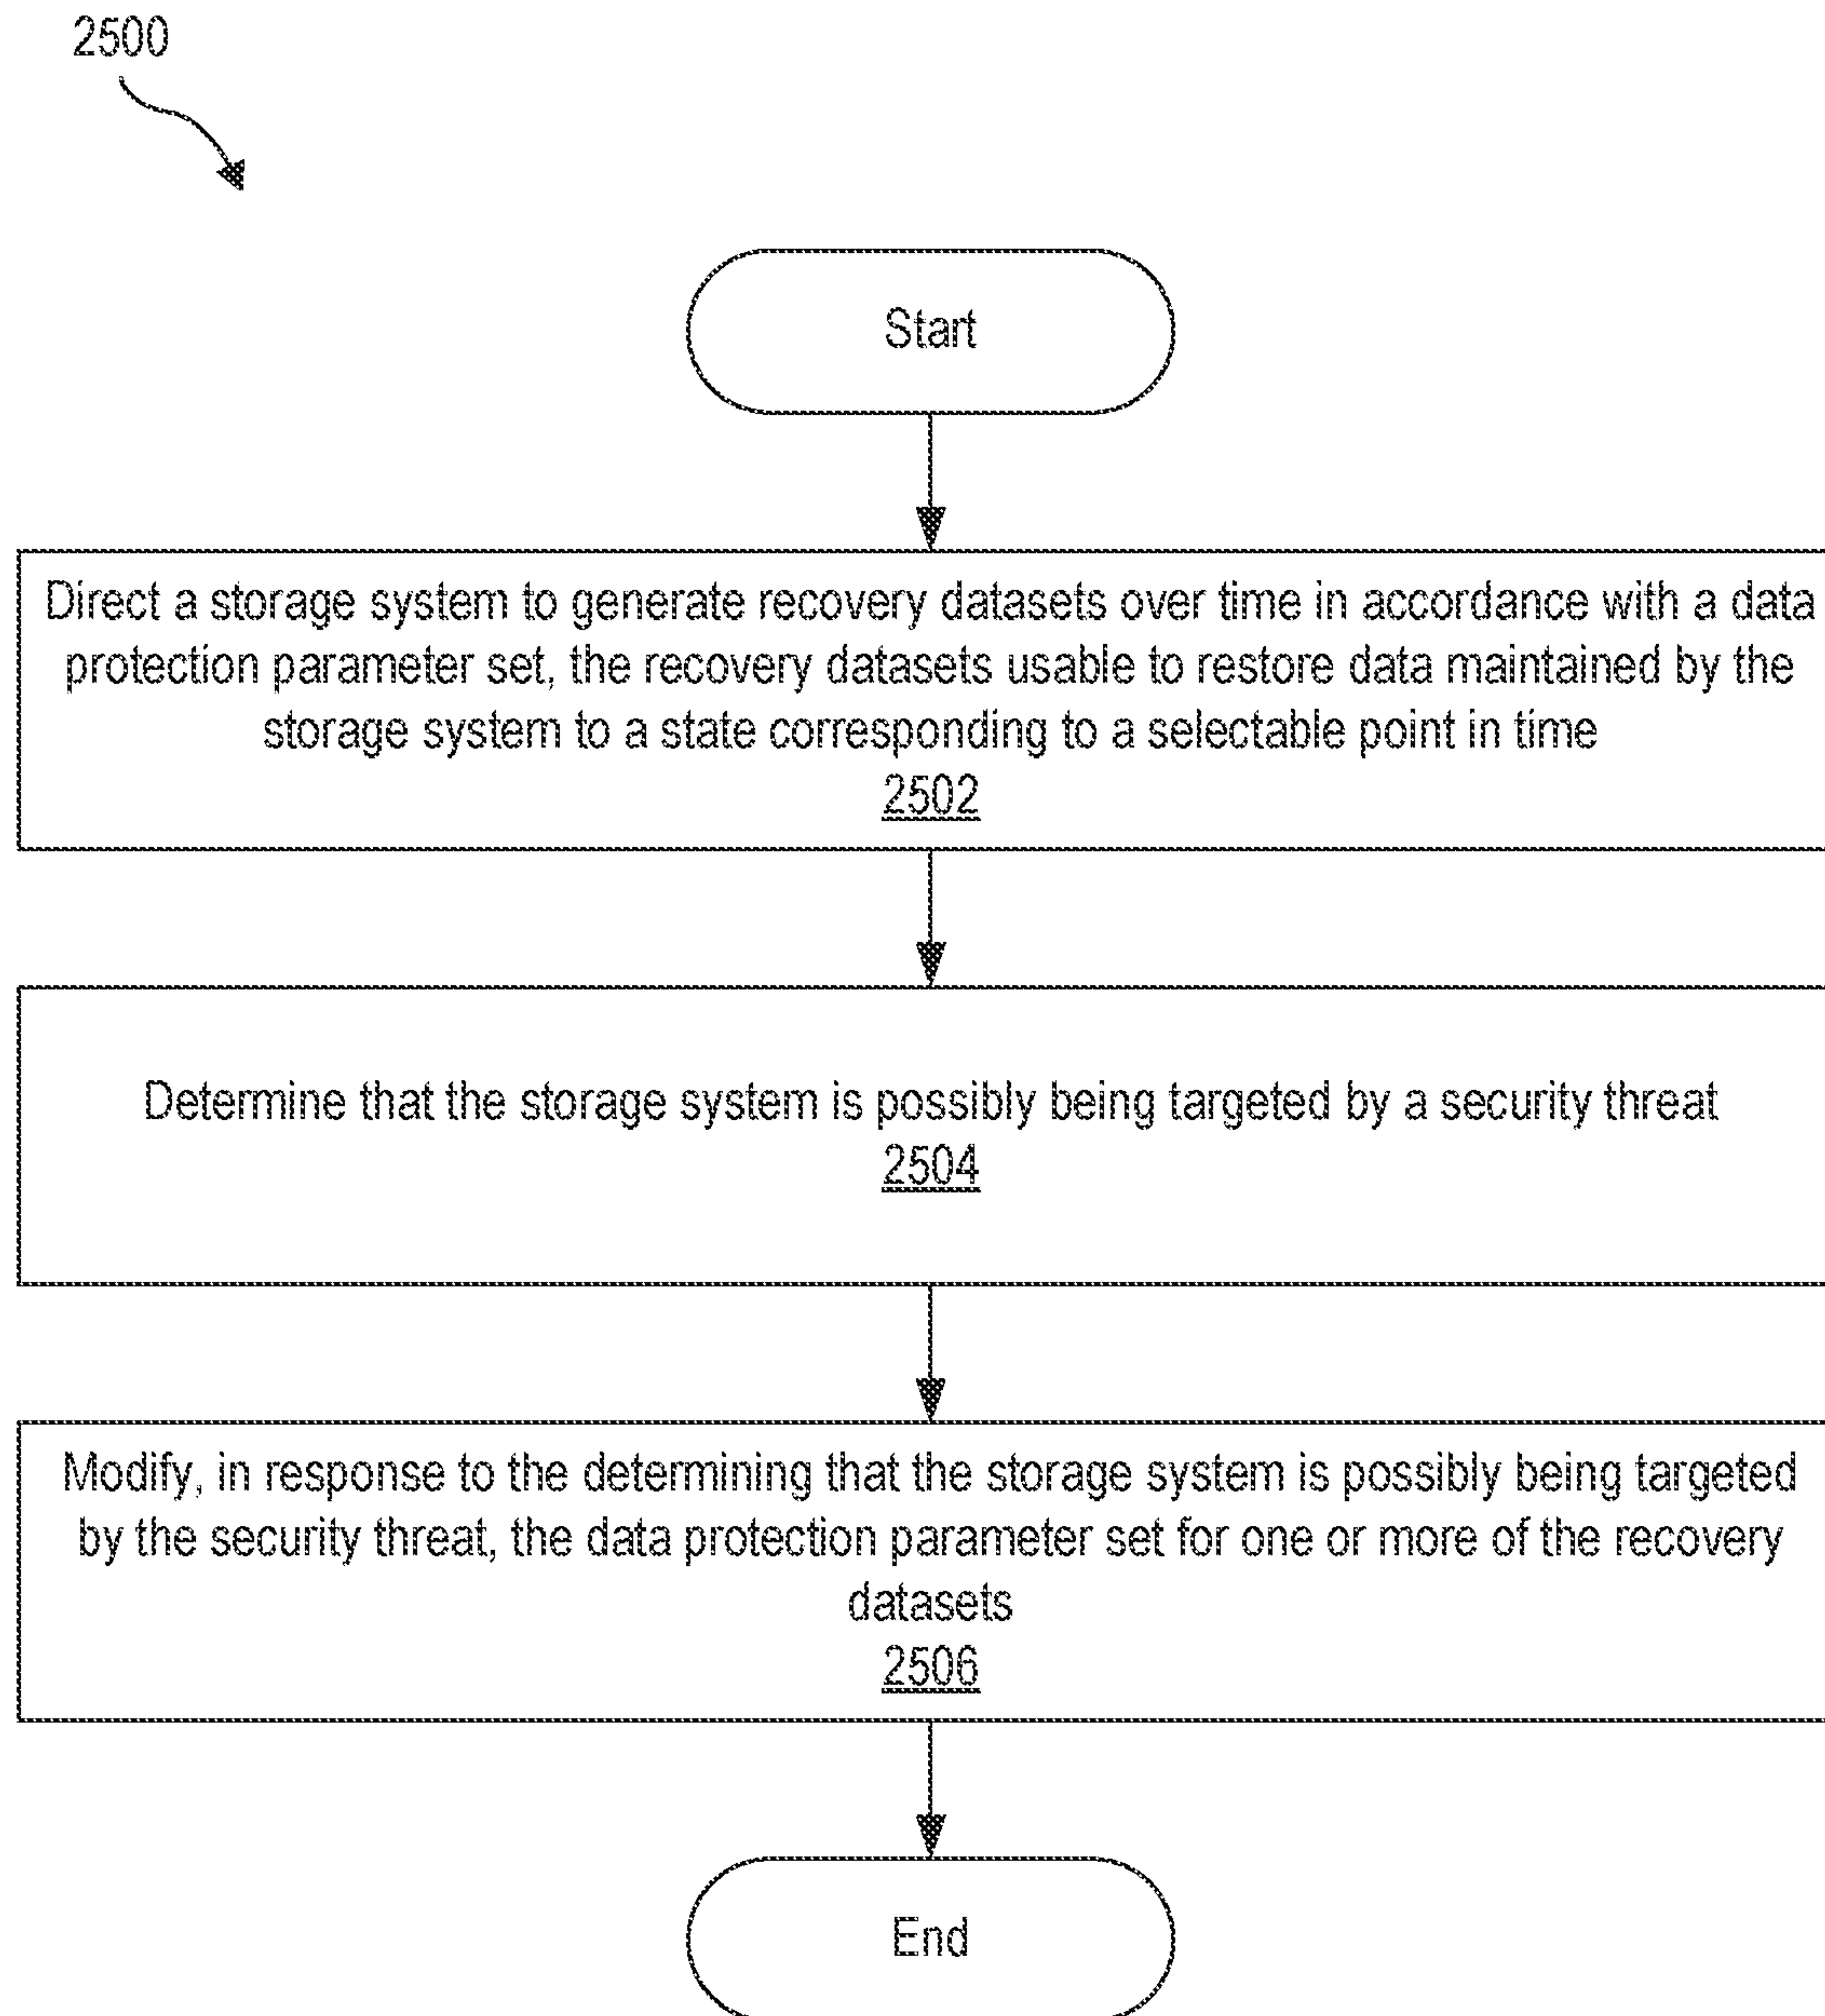 2500
Start
Direct a storage system to generate recovery datasets over time in accordance with a data
protection parameter set, the recovery datasets usable to restore data maintained by the
storage system to a state corresponding to a selectable point in time
2502
Determine that the storage system is possibly being targeted by a security threat
2504
Modify, in response to the determining that the storage system is possibly being targeted
by the security threat, the data protection parameter set for one or more of the recovery
datasets
2506
End